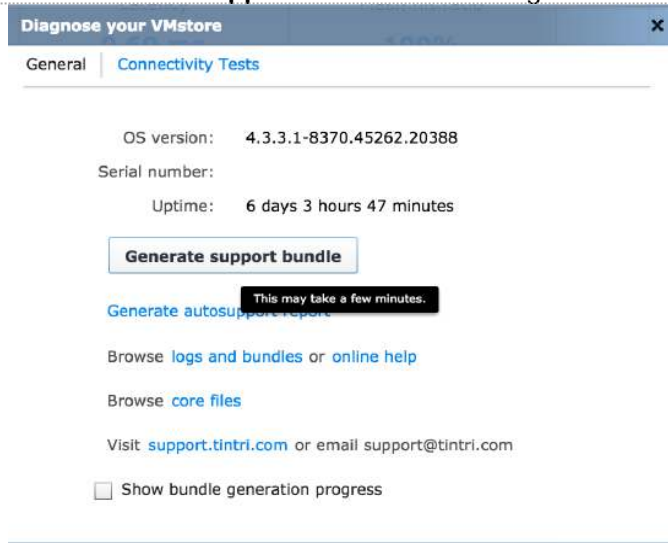 Diagnose your VMstore
General
Connectivity Tests
OS version: 4.3.3.1-8370.45262.20388
Serial number:
Uptime: 6 days 3 hours 47 minutes
Generate support bundle
This may take a few minutes.
Generate autosupport report
Browse logs and bundles or online help
Browse core files
Visit support.tintri.com or email support@tintri.com
Show bundle generation progress